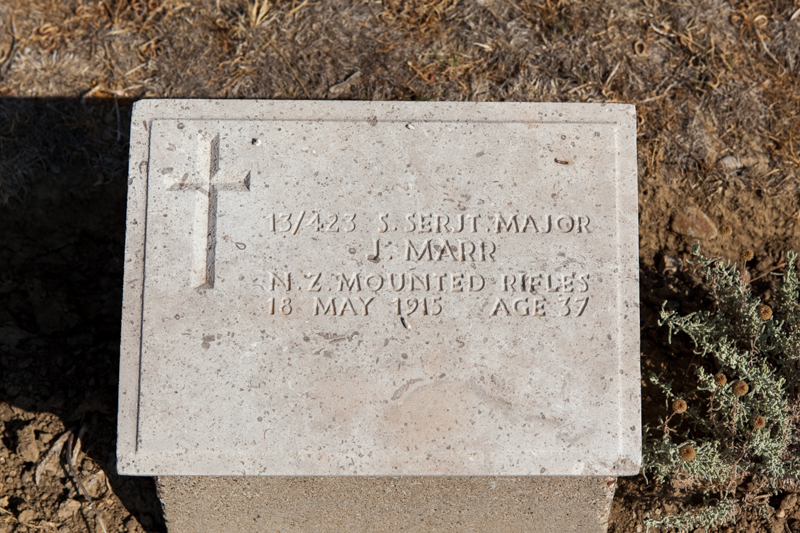 13/423 S. SERJT. MAJOR
J. MARR
N. Z. MOUNTED RIFLES
18 MAY 1915 AGE 37